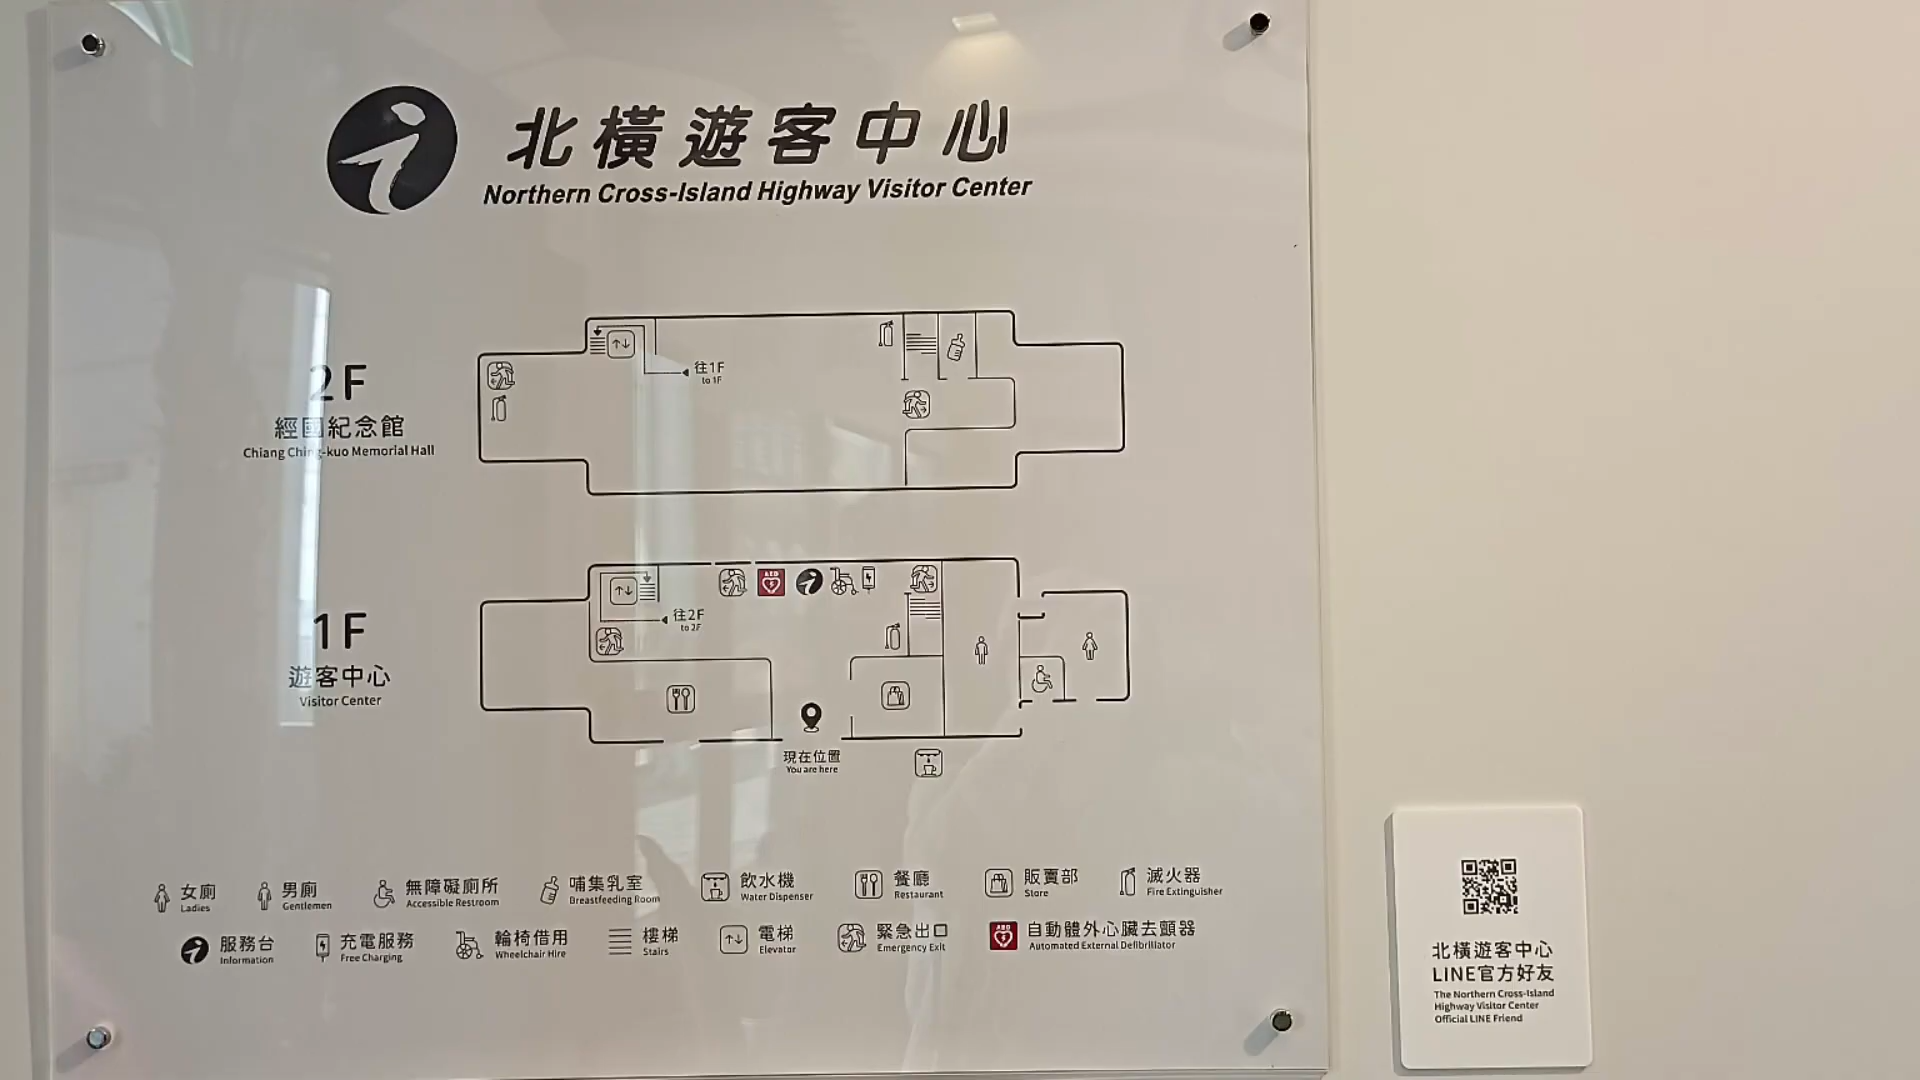 北橫遊客中心
Northern Cross-Island Highway Visitor Center
2F
經國紀念館
Chiang Ching-kuo Memorial Hall
往1F
to 1F
1F
遊客中心
Visitor Center
往2F
to 2F
AED
現在位置
You are here
女廁
Ladies
男廁
Gentlemen
無障礙廁所
Accessible Restroom
哺集乳室
Breastfeeding Room
飲水機
Water Dispenser
餐廳
Restaurant
販賣部
Store
滅火器
Fire Extinguisher
服務台
Information
充電服務
Free Charging
輪椅借用
Wheelchair Hire
樓梯
Stairs
電梯
Elevator
緊急出口
Emergency Exit
AED
自動體外心臟去顫器
Automated External Defibrillator
北橫遊客中心
LINE官方好友
The Northern Cross-Island
Highway Visitor Center
Official LINE Friend